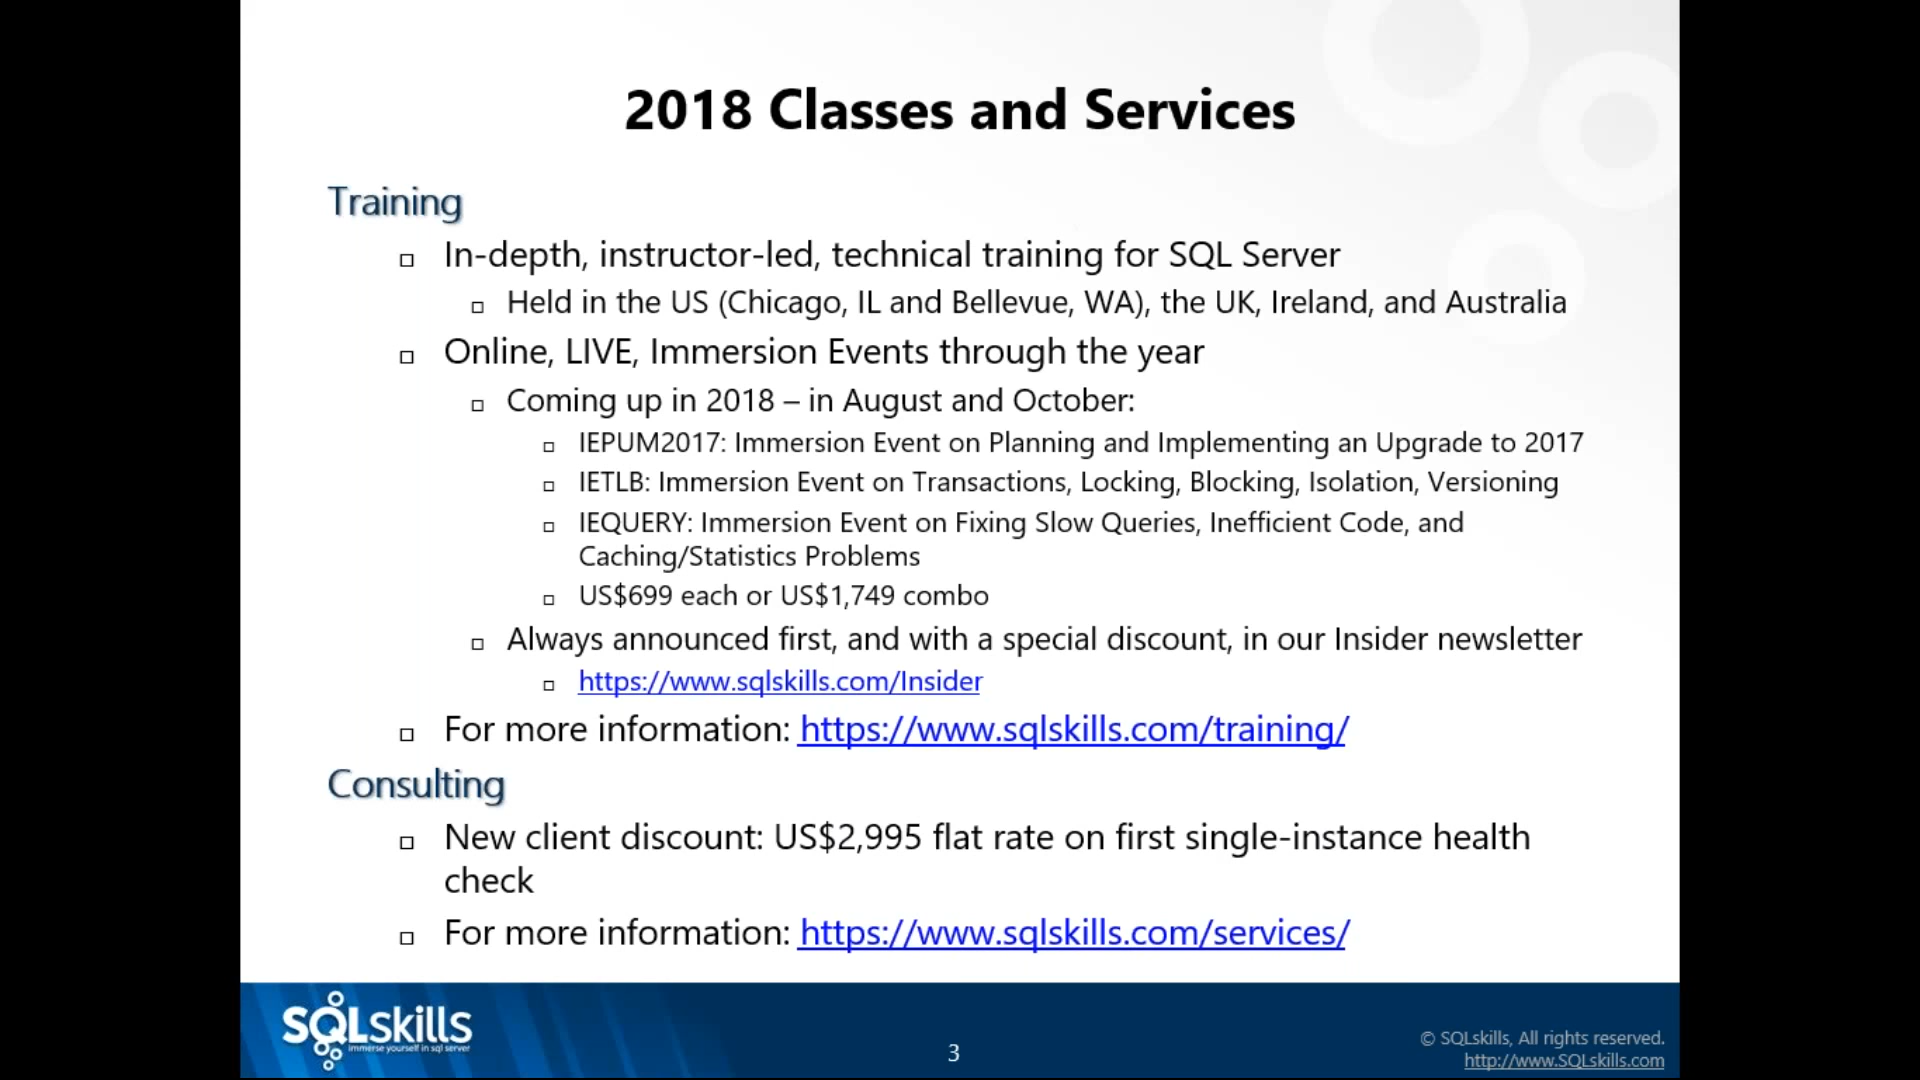 2018 Classes and Services
Training
In-depth, instructor-led, technical training for SQL Server
Held in the US (Chicago, IL and Bellevue, WA), the UK, Ireland, and Australia
Online, LIVE, Immersion Events through the year
Coming up in 2018 – in August and October:
IEPUM2017: Immersion Event on Planning and Implementing an Upgrade to 2017
IETLB: Immersion Event on Transactions, Locking, Blocking, Isolation, Versioning
IEQUERY: Immersion Event on Fixing Slow Queries, Inefficient Code, and
Caching/Statistics Problems
US$699 each or US$1,749 combo
Always announced first, and with a special discount, in our Insider newsletter
https://www.sqlskills.com/Insider
For more information: https://www.sqlskills.com/training/
Consulting
New client discount: US$2,995 flat rate on first single-instance health
check
For more information: https://www.sqlskills.com/services/
SQLskills
immerse yourself in sql server
3
© SQLskills, All rights reserved.
http://www.SQLskills.com